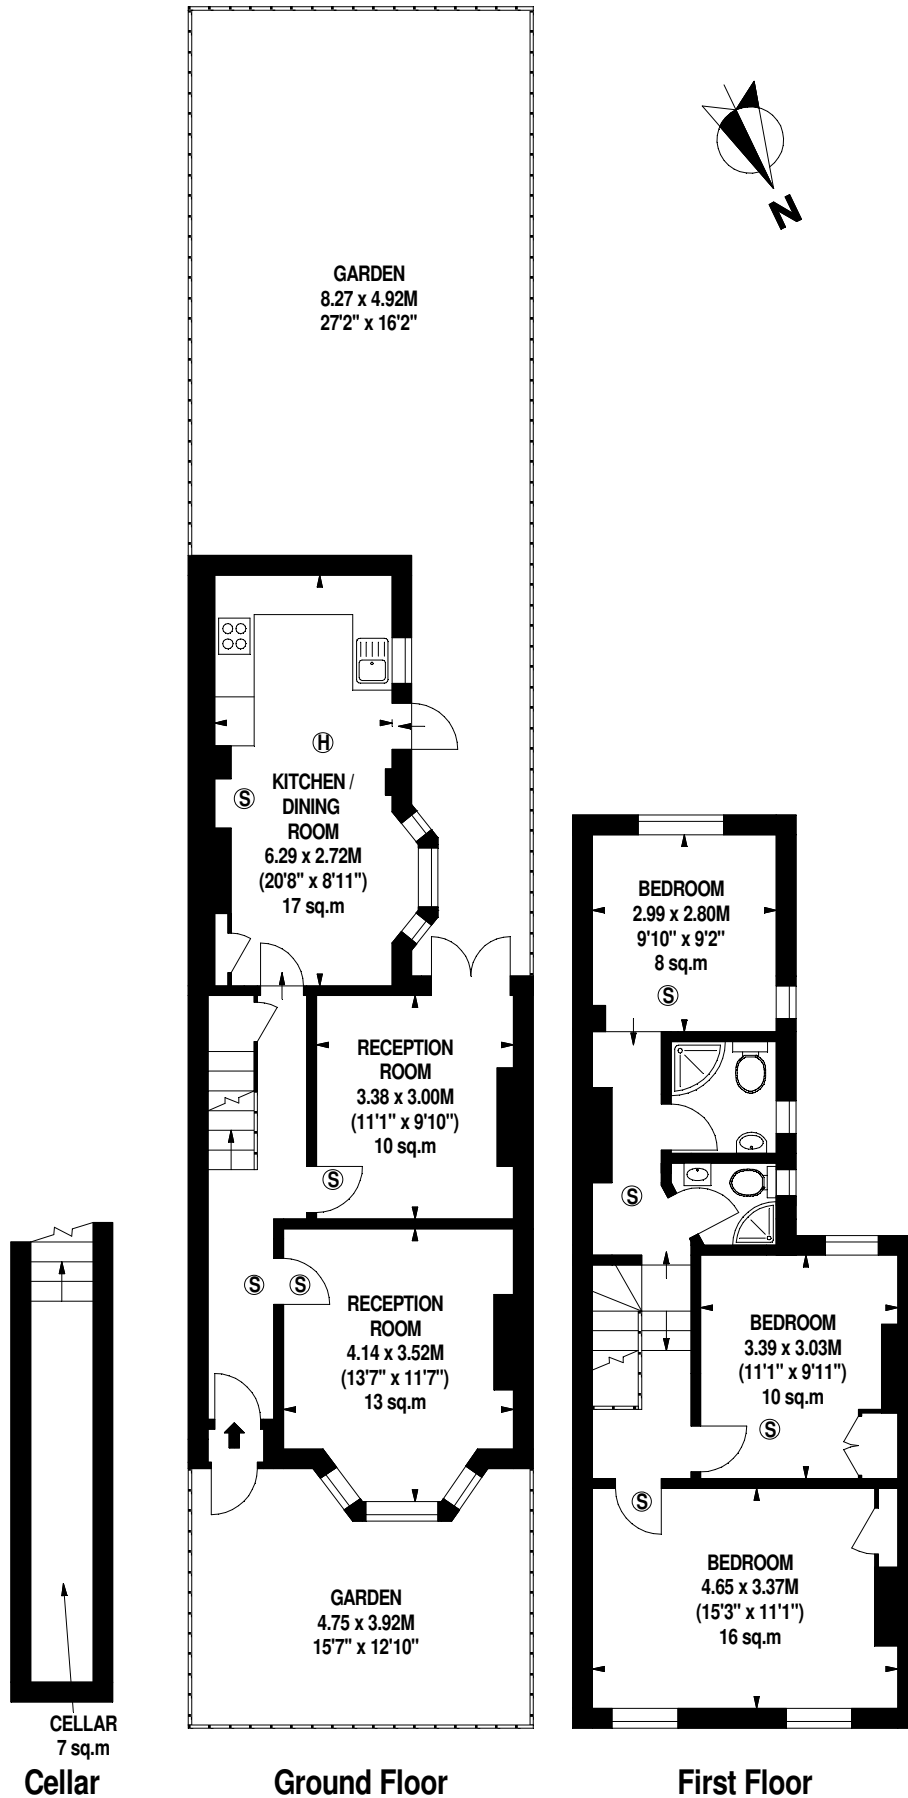 N
GARDEN
8.27 x 4.92M
27'2" x 16'2"
H
KITCHEN /
DINING
ROOM
6.29 x 2.72M
(20'8" x 8'11")
17 sq.m
S
BEDROOM
2.99 x 2.80M
9'10" x 9'2"
8 sq.m
S
RECEPTION
ROOM
3.38 x 3.00M
(11'1" x 9'10")
10 sq.m
S
S
S
S
RECEPTION
ROOM
4.14 x 3.52M
(13'7" x 11'7")
13 sq.m
BEDROOM
3.39 x 3.03M
(11'1" x 9'11")
10 sq.m
S
S
BEDROOM
4.65 x 3.37M
(15'3" x 11'1")
16 sq.m
GARDEN
4.75 x 3.92M
15'7" x 12'10"
CELLAR
7 sq.m
Cellar
Ground Floor
First Floor